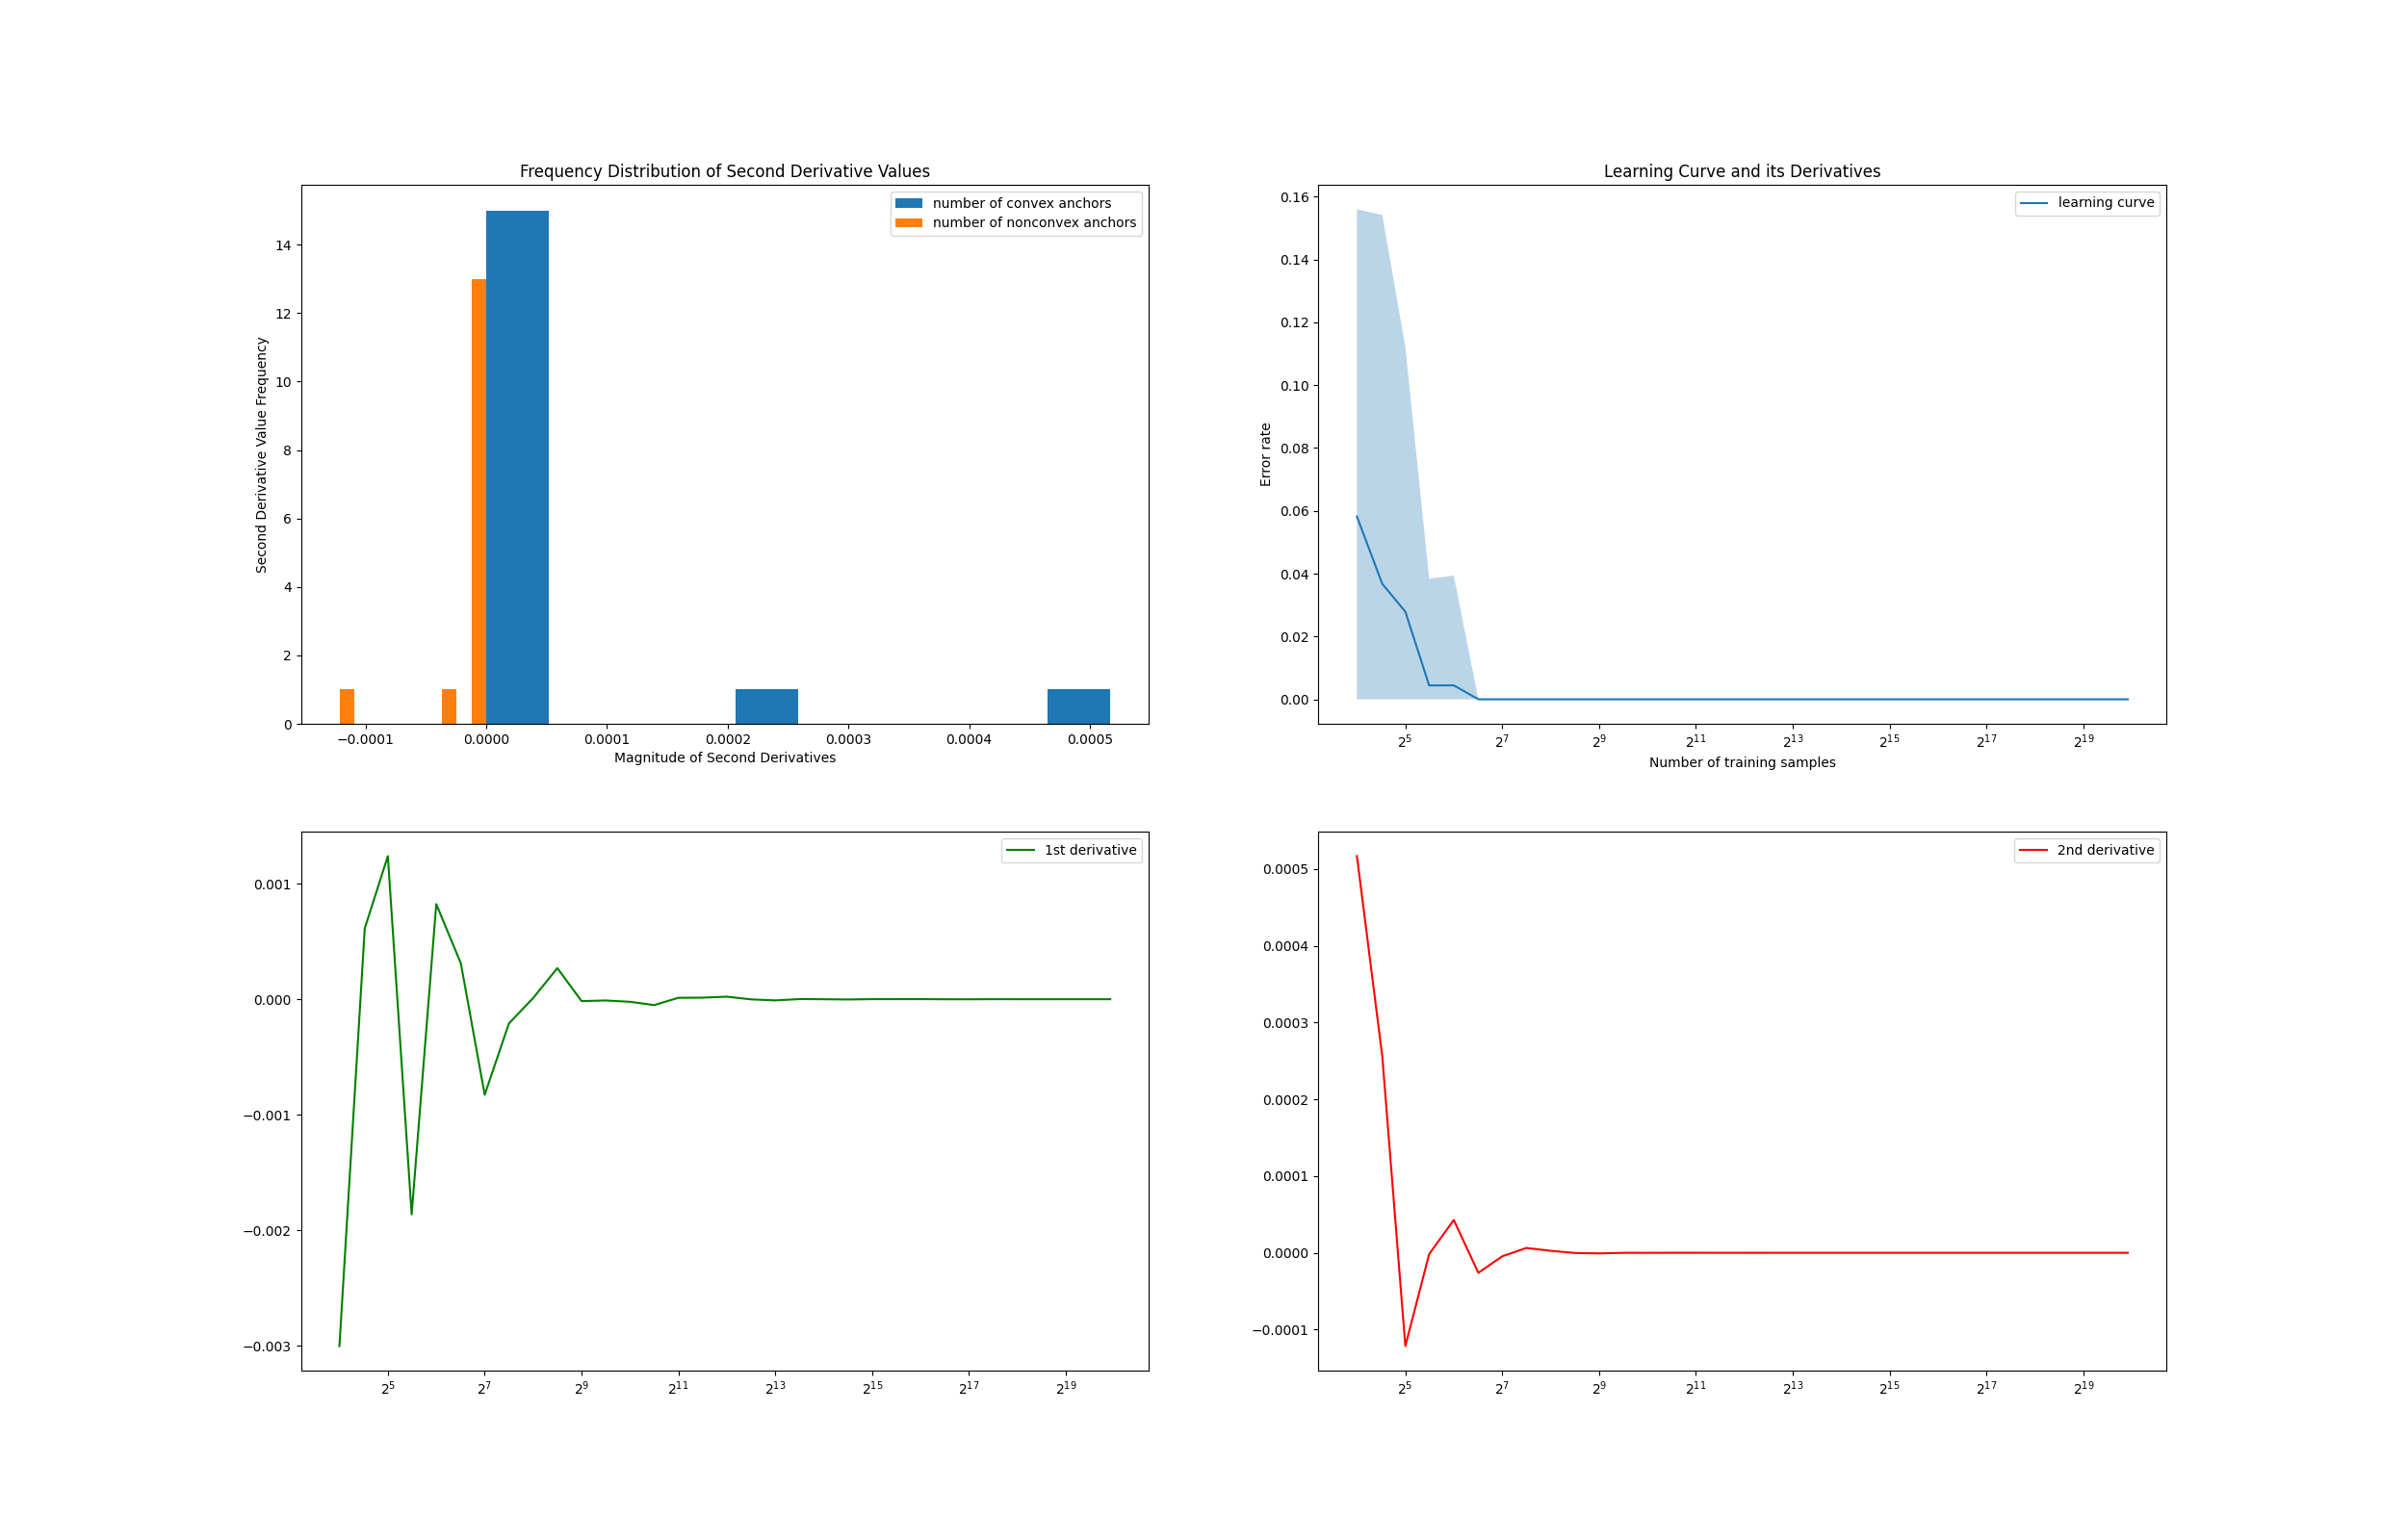 Frequency Distribution of Second Derivative Values
number of convex anchors
number of nonconvex anchors
14
12
10
8
6
4
2
0
Second Derivative Value Frequency
−0.0001 0.0000 0.0001 0.0002 0.0003 0.0004 0.0005
Magnitude of Second Derivatives
Learning Curve and its Derivatives
learning curve
0.16
0.14
0.12
0.10
0.08
0.06
0.04
0.02
0.00
Error rate
2^5 2^7 2^9 2^11 2^13 2^15 2^17 2^19
Number of training samples
1st derivative
0.001
0.000
−0.001
−0.002
−0.003
2^5 2^7 2^9 2^11 2^13 2^15 2^17 2^19
2nd derivative
0.0005
0.0004
0.0003
0.0002
0.0001
0.0000
−0.0001
2^5 2^7 2^9 2^11 2^13 2^15 2^17 2^19